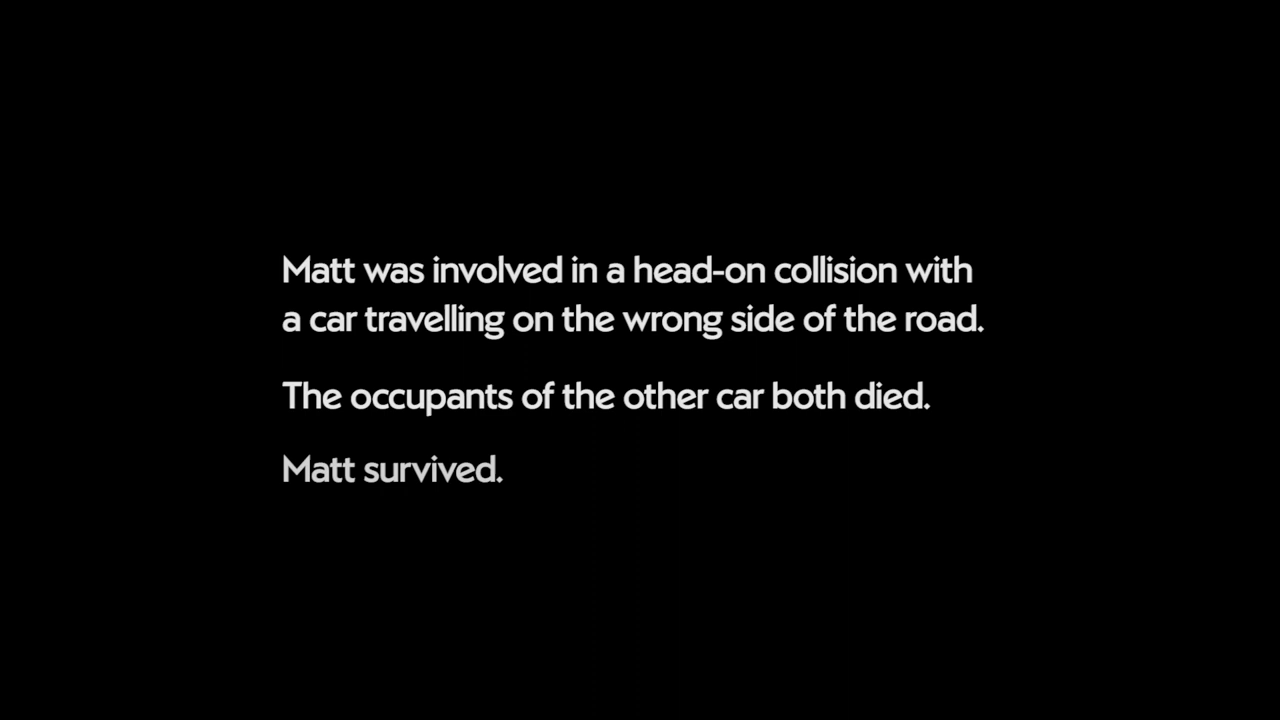 Matt was involved in a head-on collision with
a car travelling on the wrong side of the road.
The occupants of the other car both died.
Matt survived.